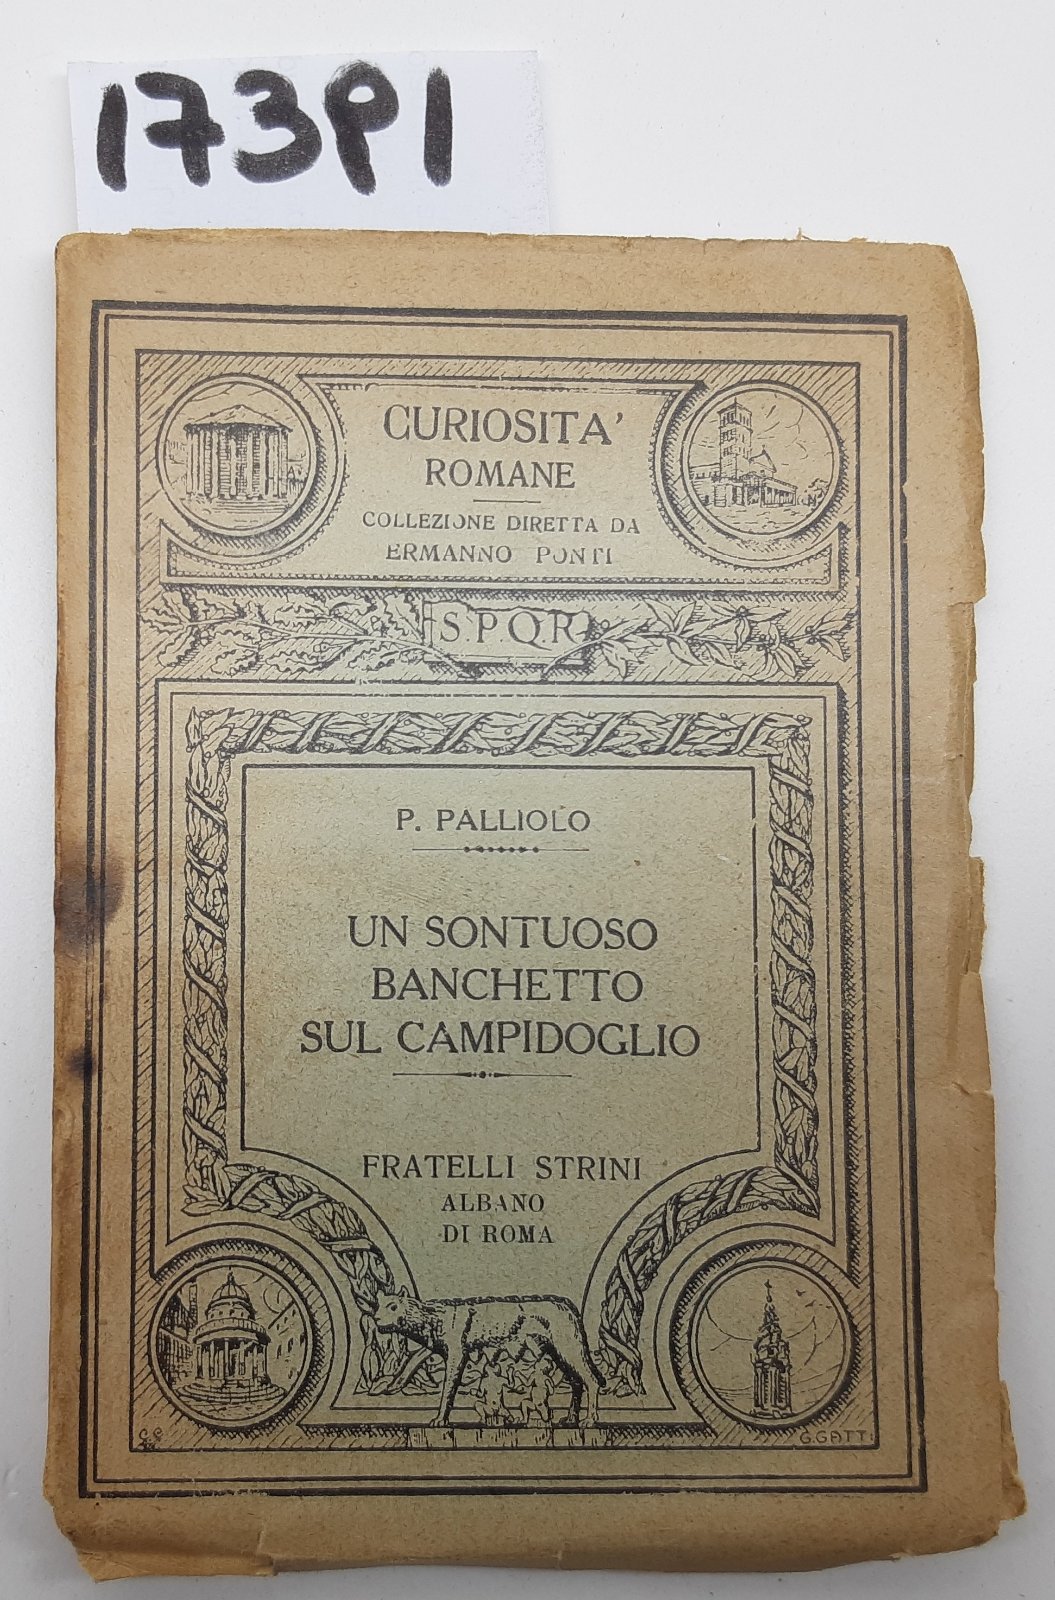 17391
CURIOSITA'
ROMANE
COLLEZIONE DIRETTA DA
ERMANNO PONTI
S.P.Q.R.
P. PALLIOLO
UN SONTUOSO
BANCHETTO
SUL CAMPIDOGLIO
FRATELLI STRINI
ALBANO
DI ROMA
G. GATTI